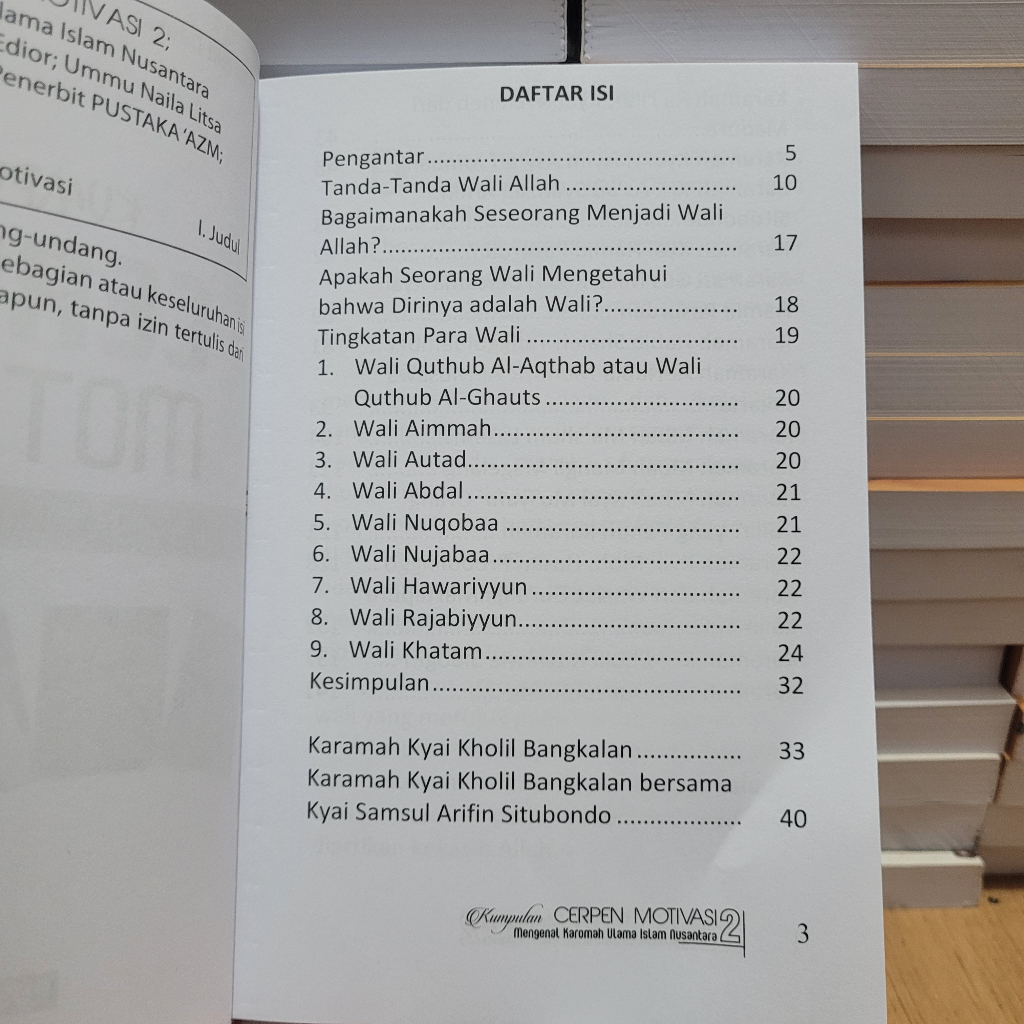 MOTIVASI 2;
lama Islam Nusantara
Edior; Ummu Naila Litsa
Penerbit PUSTAKA 'AZM;
otivasi
I. Judul
ng-undang.
ebagian atau keseluruhan isi
apun, tanpa izin tertulis dari
DAFTAR ISI
Pengantar............................................... 5
Tanda-Tanda Wali Allah .......................... 10
Bagaimanakah Seseorang Menjadi Wali
Allah?...................................................... 17
Apakah Seorang Wali Mengetahui
bahwa Dirinya adalah Wali?.................... 18
Tingkatan Para Wali ................................ 19
1. Wali Quthub Al-Aqthab atau Wali
Quthub Al-Ghauts ............................. 20
2. Wali Aimmah..................................... 20
3. Wali Autad......................................... 20
4. Wali Abdal ......................................... 21
5. Wali Nuqobaa ................................... 21
6. Wali Nujabaa..................................... 22
7. Wali Hawariyyun ............................... 22
8. Wali Rajabiyyun................................. 22
9. Wali Khatam...................................... 24
Kesimpulan.............................................. 32
Karamah Kyai Kholil Bangkalan ................ 33
Karamah Kyai Kholil Bangkalan bersama
Kyai Samsul Arifin Situbondo ................... 40
Kumpulan CERPEN MOTIVASI 2
Mengenal Karomah Ulama Islam Nusantara
3